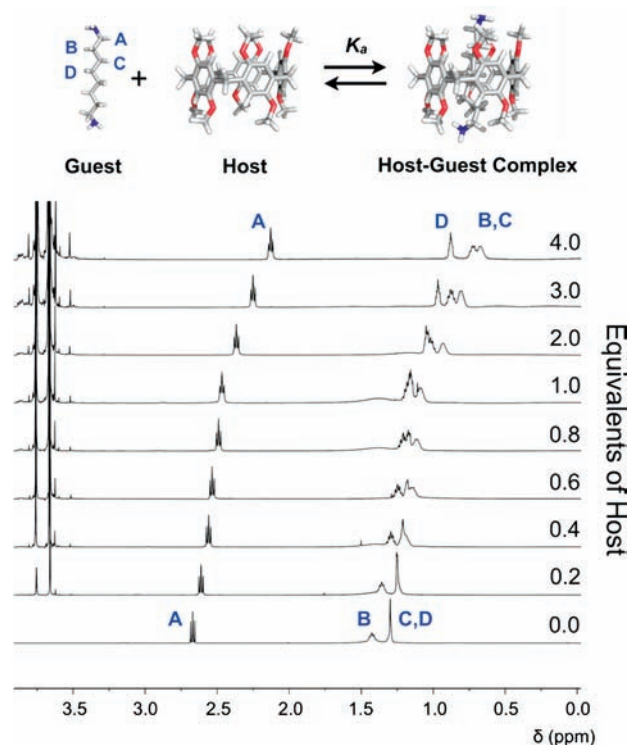 A
B
C
D
+
Ka
Guest
Host
Host-Guest Complex
A
D
B,C
4.0
3.0
2.0
1.0
0.8
0.6
0.4
0.2
A
B
C,D
0.0
Equivalents of Host
3.5
3.0
2.5
2.0
1.5
1.0
0.5
0.0
δ (ppm)